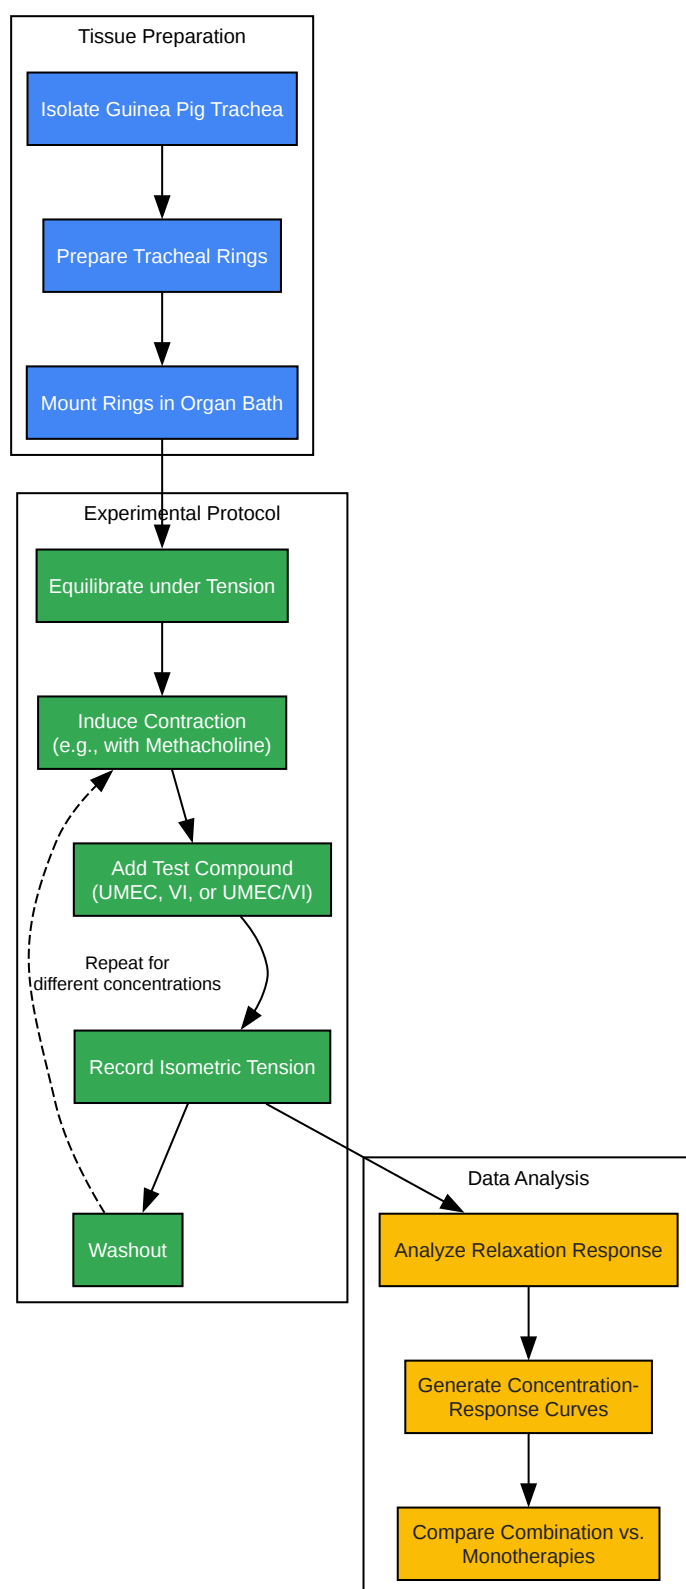 Tissue Preparation
Isolate Guinea Pig Trachea
Prepare Tracheal Rings
Mount Rings in Organ Bath
Experimental Protocol
Equilibrate under Tension
Induce Contraction
(e.g., with Methacholine)
Add Test Compound
(UMEC, VI, or UMEC/VI)
Repeat for
different concentrations
Record Isometric Tension
Washout
Data Analysis
Analyze Relaxation Response
Generate Concentration-
Response Curves
Compare Combination vs.
Monotherapies